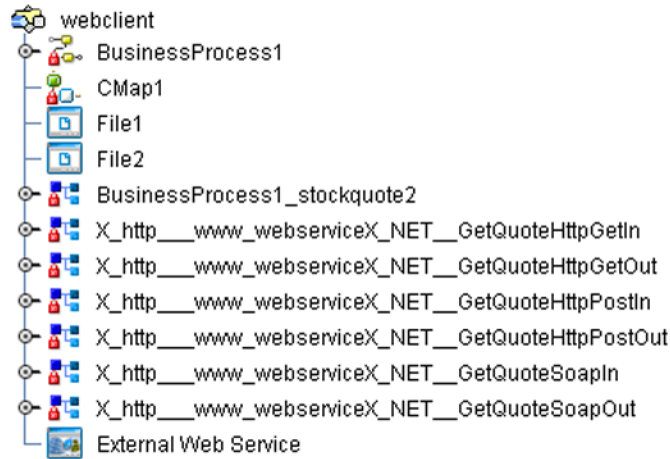 webclient
BusinessProcess1
CMap1
File1
File2
BusinessProcess1_stockquote2
X_http___www_webserviceX_NET__GetQuoteHttpGetIn
X_http___www_webserviceX_NET__GetQuoteHttpGetOut
X_http___www_webserviceX_NET__GetQuoteHttpPostIn
X_http___www_webserviceX_NET__GetQuoteHttpPostOut
X_http___www_webserviceX_NET__GetQuoteSoapIn
X_http___www_webserviceX_NET__GetQuoteSoapOut
External Web Service